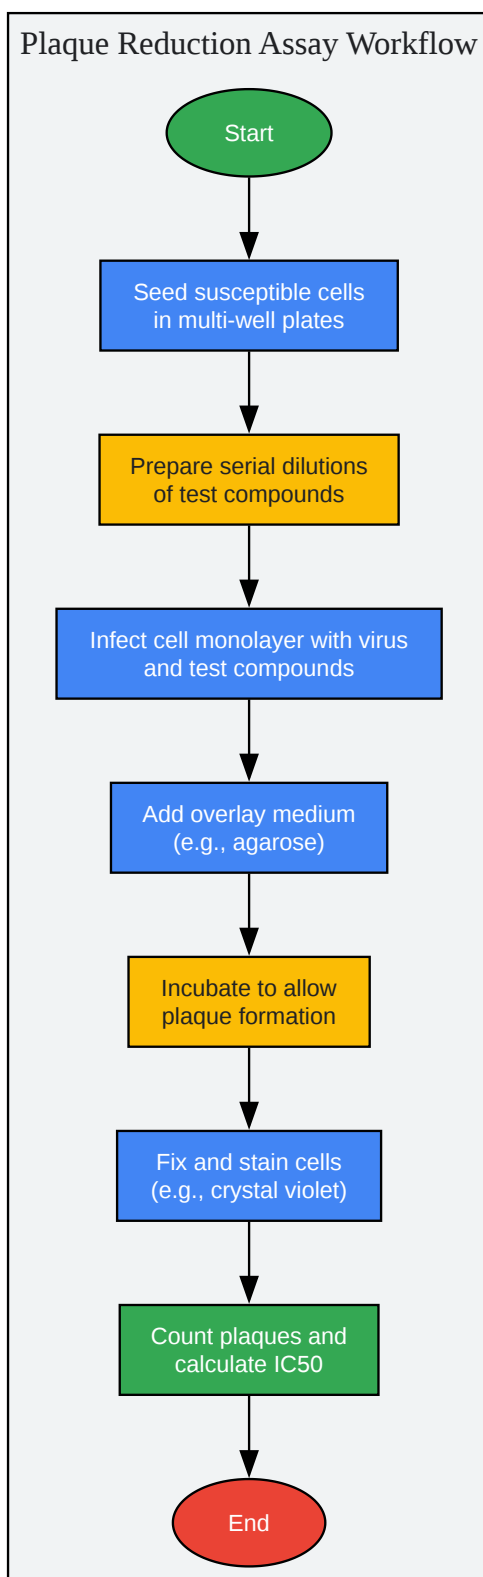 Plaque Reduction Assay Workflow
Start
Seed susceptible cells
in multi-well plates
Prepare serial dilutions
of test compounds
Infect cell monolayer with virus
and test compounds
Add overlay medium
(e.g., agarose)
Incubate to allow
plaque formation
Fix and stain cells
(e.g., crystal violet)
Count plaques and
calculate IC50
End